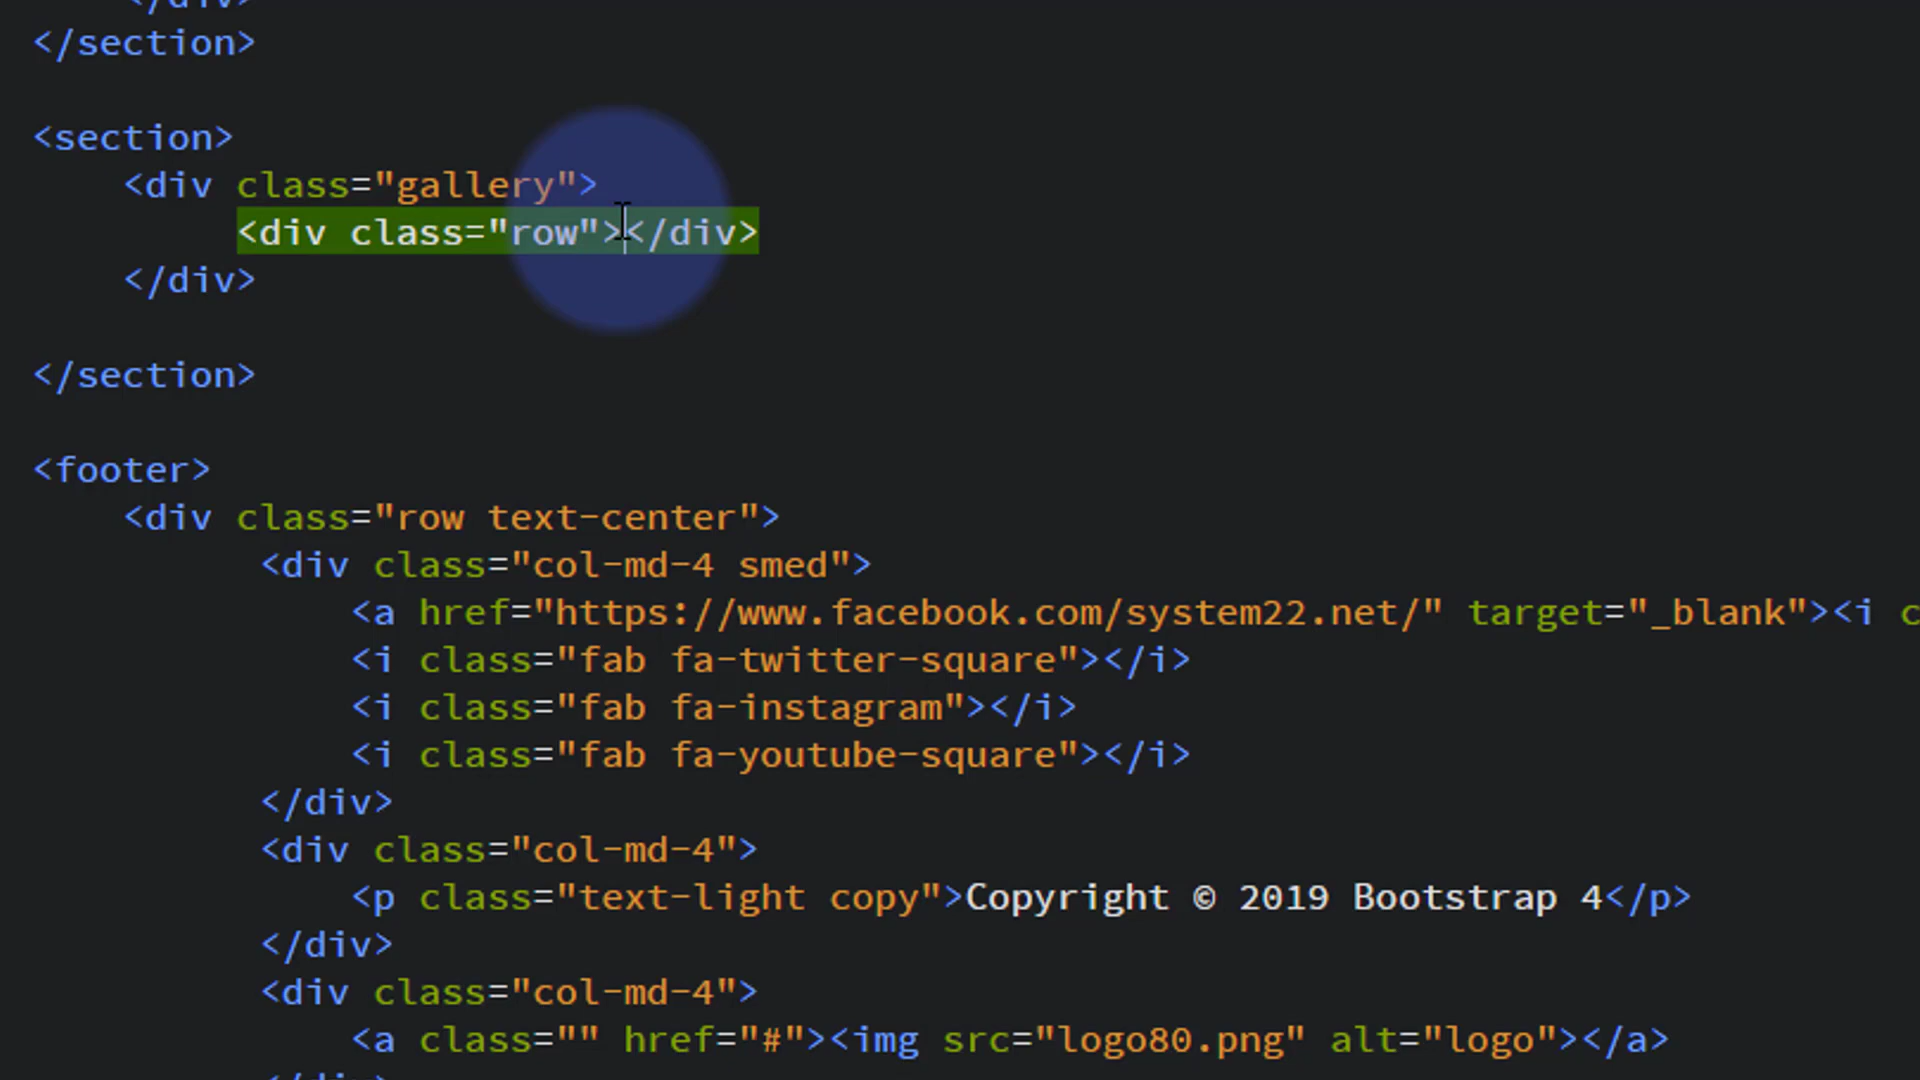 </div>
</section>
<section>
<div class="gallery">
<div class="row"></div>
</div>
</section>
<footer>
<div class="row text-center">
<div class="col-md-4 smed">
<a href="https://www.facebook.com/system22.net/" target="_blank"><i c
<i class="fab fa-twitter-square"></i>
<i class="fab fa-instagram"></i>
<i class="fab fa-youtube-square"></i>
</div>
<div class="col-md-4">
<p class="text-light copy">Copyright © 2019 Bootstrap 4</p>
</div>
<div class="col-md-4">
<a class="" href="#"><img src="logo80.png" alt="logo"></a>
</div>